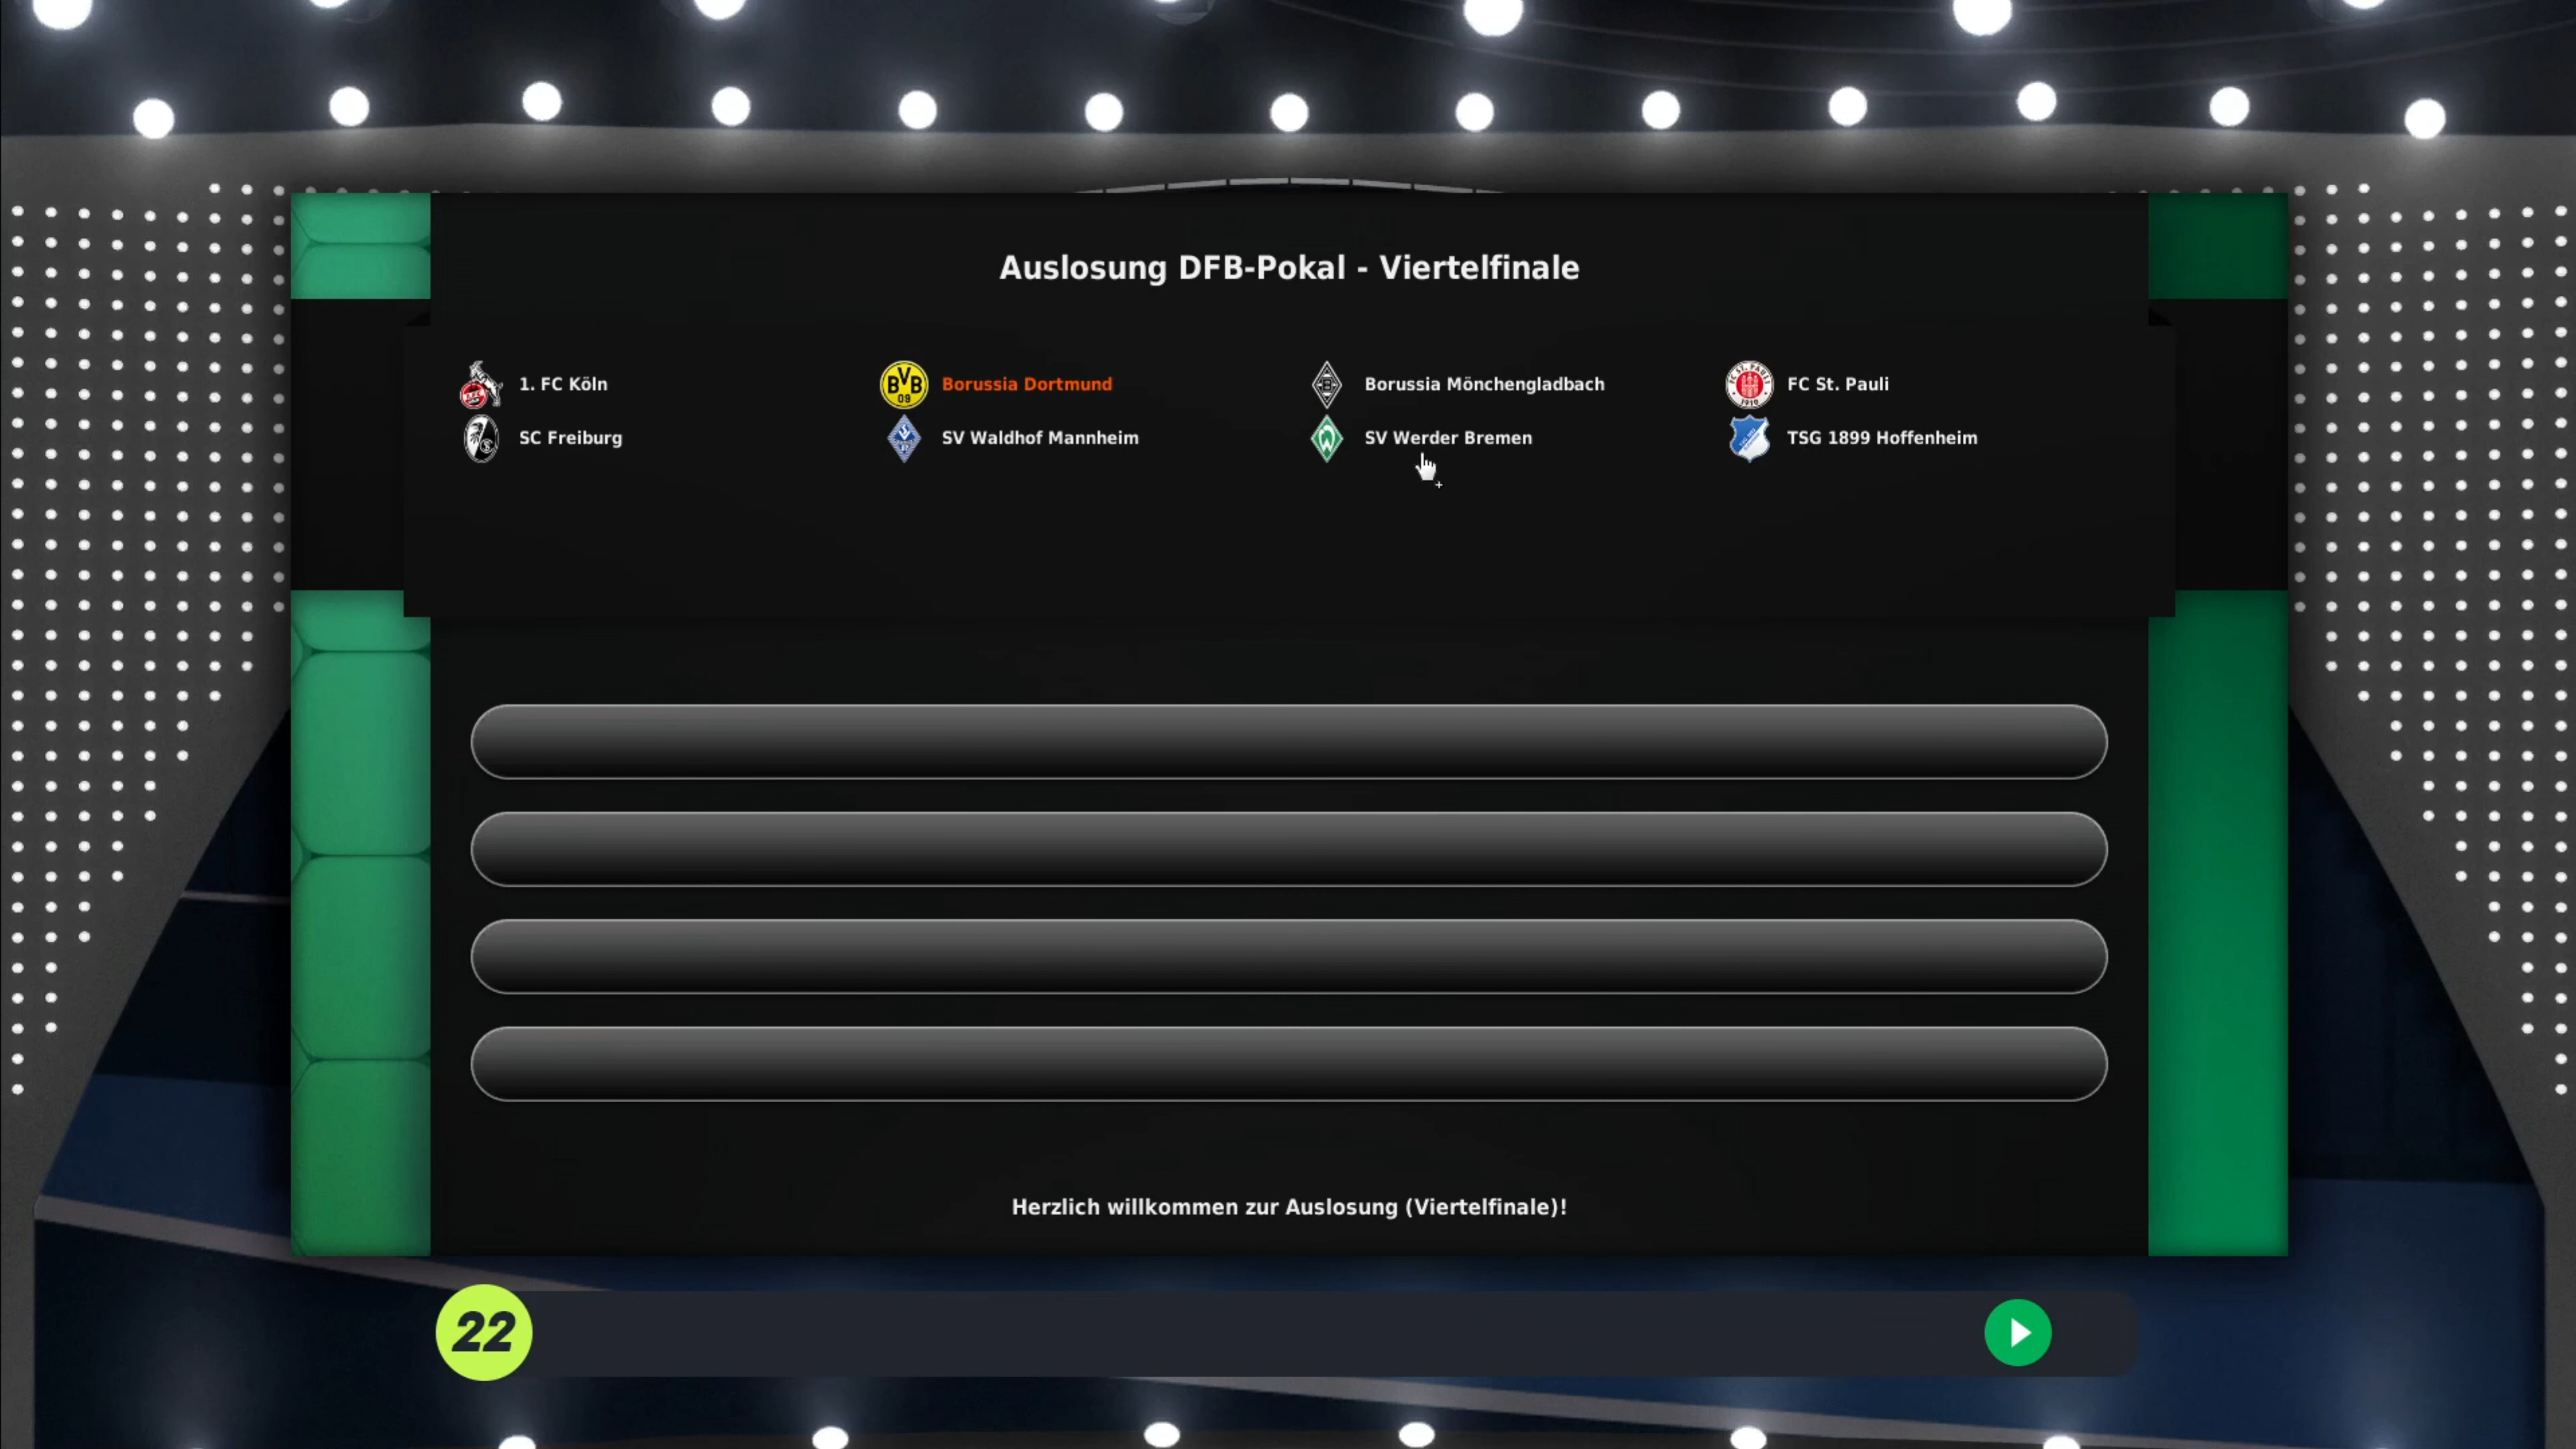 Auslosung DFB-Pokal - Viertelfinale
1. FC Köln
Borussia Dortmund
Borussia Mönchengladbach
FC St. Pauli
SC Freiburg
SV Waldhof Mannheim
SV Werder Bremen
TSG 1899 Hoffenheim
Herzlich willkommen zur Auslosung (Viertelfinale)!
22